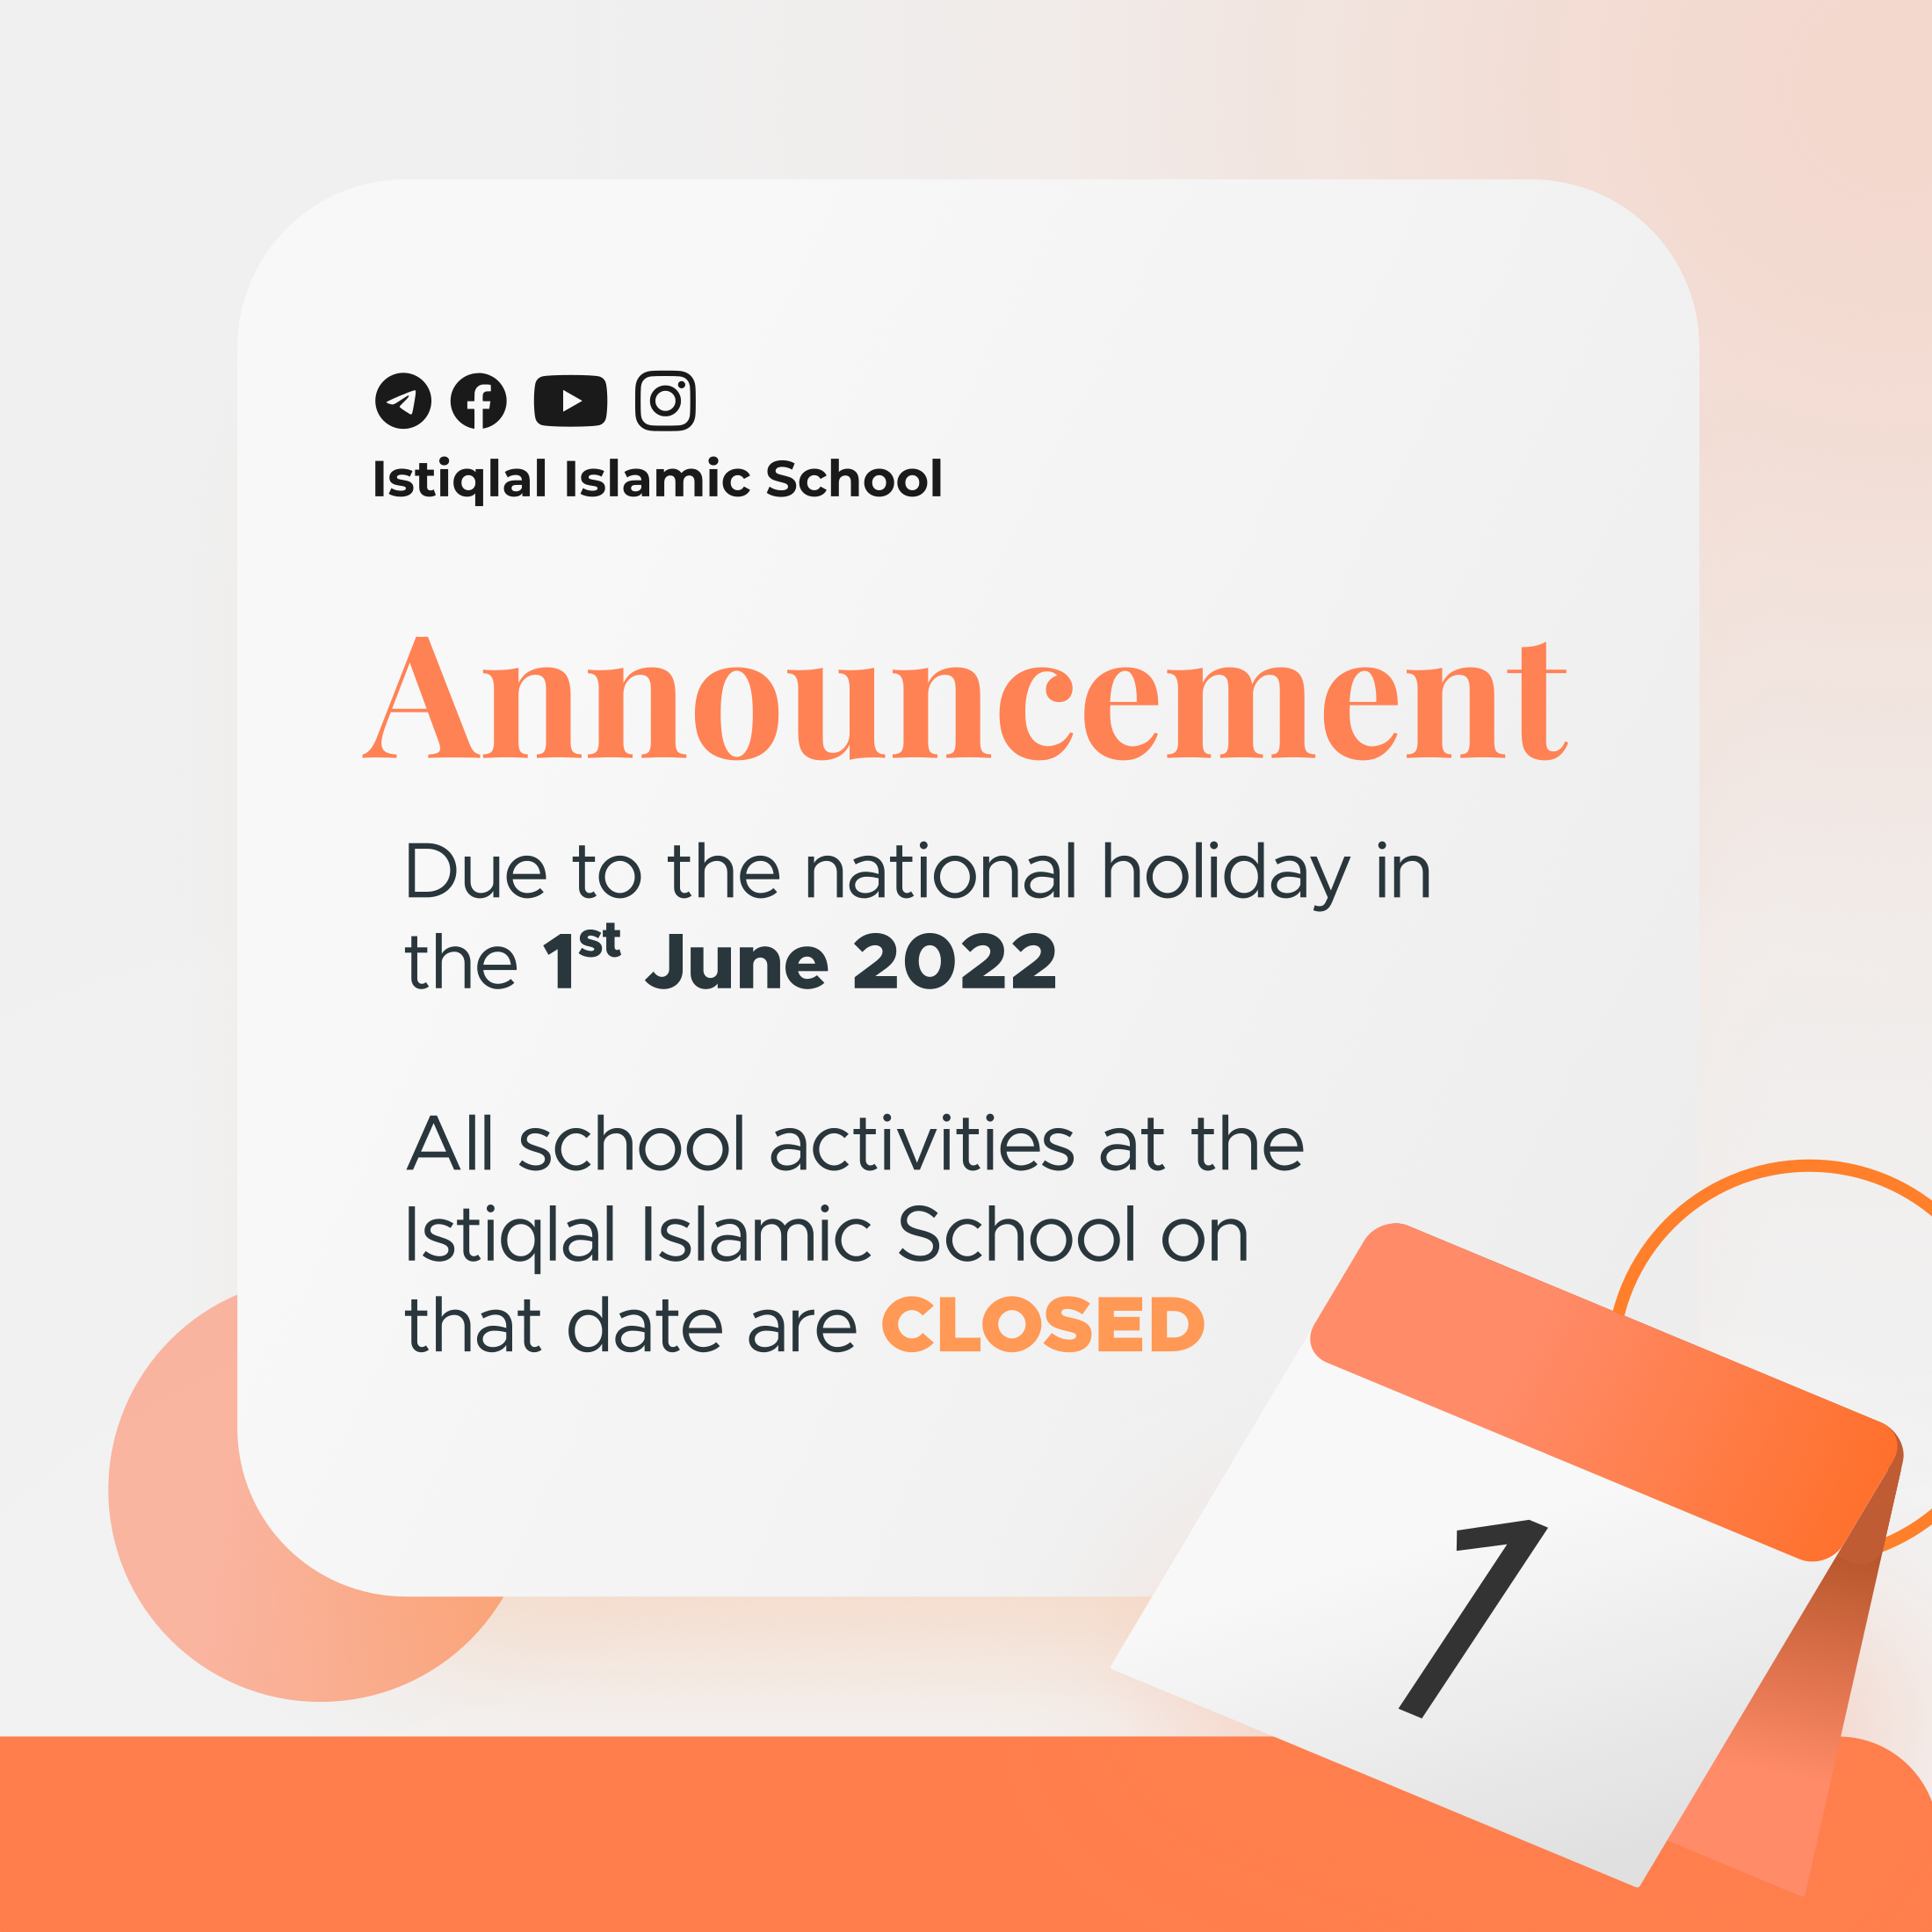 Istiqlal Islamic School
Announcement
Due to the national holiday in
the 1st June 2022
All school activities at the
Istiqlal Islamic School on
that date are CLOSED
1